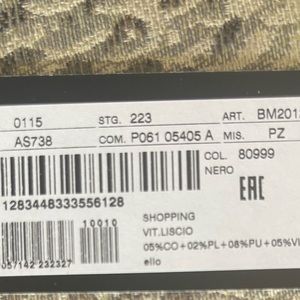 0115 STG. 223 ART. BM201
AS738 COM. P061 05405 A MIS. PZ
COL. 80999
NERO
EAC
1283448333556128
10010
SHOPPING
VIT.LISCIO
05%CO+02%PL+08%PU+05%VI
057142 232327
ello